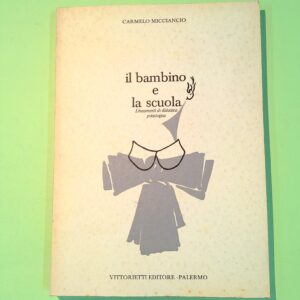 CARMELO MICCIANCIO
il bambino
e
la scuola
Lineamenti di didattica
psicologica
VITTORIETTI EDITORE - PALERMO